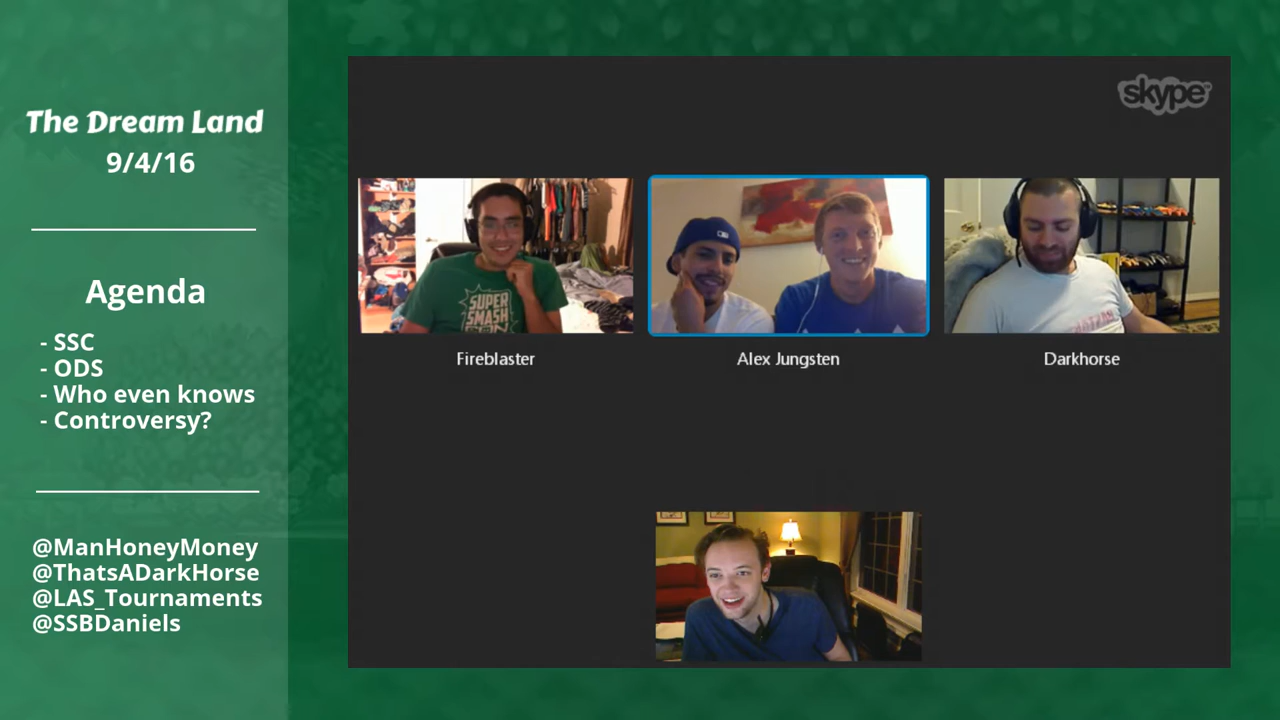 The Dream Land
9/4/16
Agenda
- SSC
- ODS
- Who even knows
- Controversy?
@ManHoneyMoney
@ThatsADarkHorse
@LAS_Tournaments
@SSBDaniels
skype
SUPER
SMASH
Fireblaster
Alex Jungsten
Darkhorse